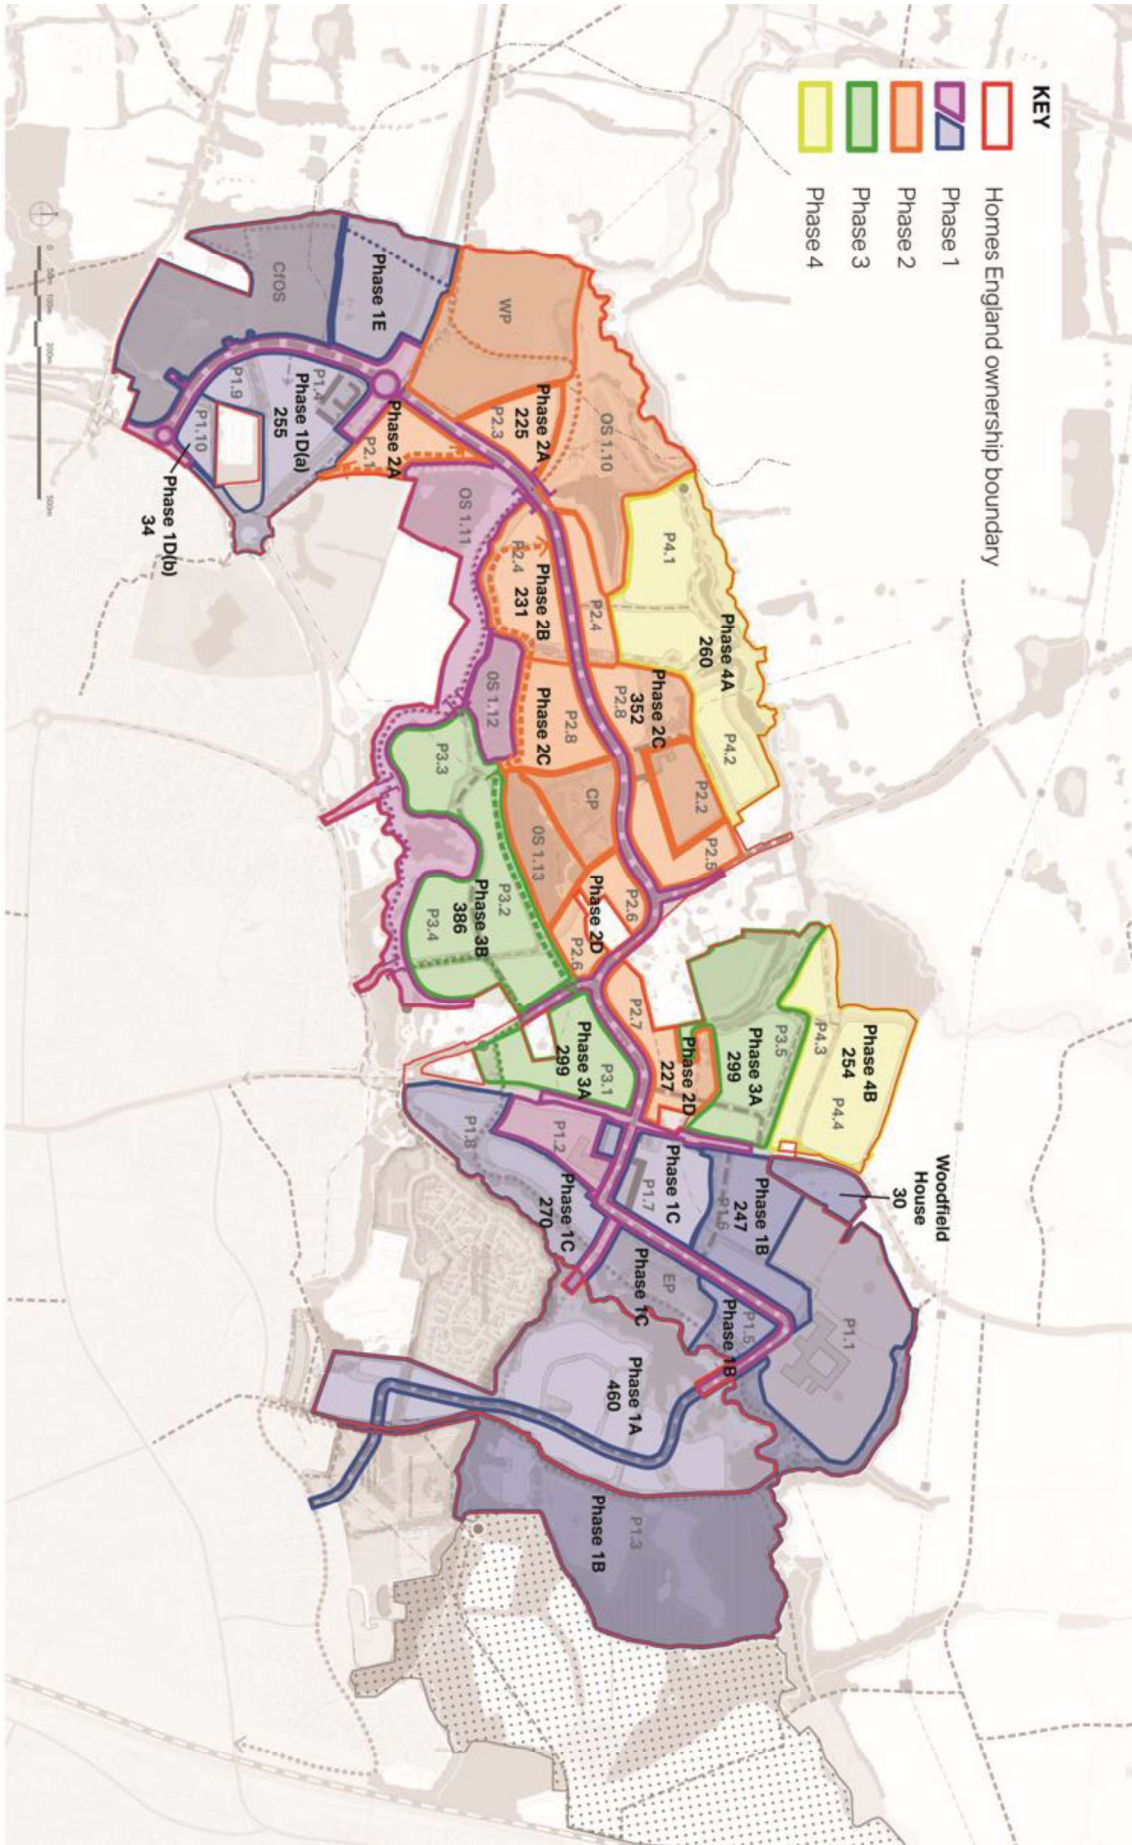 KEY
Homes England ownership boundary
Phase 1
Phase 2
Phase 3
Phase 4
0
50m
100m
200m
500m
CfOS
Phase 1E
P1.4
P1.9
P1.10
Phase 1D(a)
255
Phase 1D(b)
34
WP
Phase 2A
225
P2.3
Phase 2A
P2.1
OS 1.10
OS 1.11
P2.4
Phase 2B
231
P2.4
P4.1
Phase 4A
260
P4.2
Phase 2C
352
P2.8
P2.8
Phase 2C
OS 1.12
P2.2
P2.5
CP
OS 1.13
P2.6
Phase 2D
P2.6
P3.3
P3.2
Phase 3B
386
P3.4
P2.7
Phase 2D
227
Phase 3A
299
P3.5
P4.3
Phase 4B
254
P4.4
Phase 3A
299
P3.1
P1.2
P1.8
Phase 1C
270
Phase 1C
P1.7
Phase 1B
247
P1.6
Woodfield
House
30
P1.1
EP
Phase 1C
P1.5
Phase 1B
Phase 1A
460
P1.3
Phase 1B